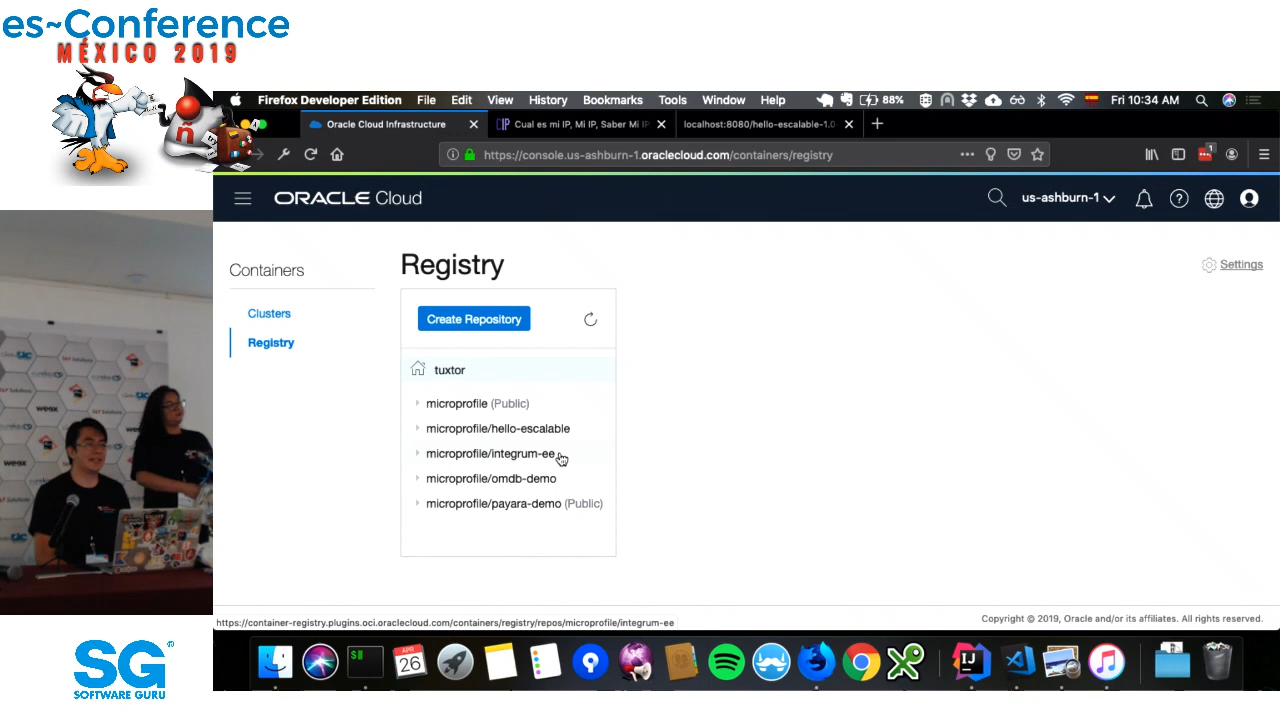 es~Conference
MÉXICO 2019
ñ
Firefox Developer Edition File Edit View History Bookmarks Tools Window Help 88% Fri 10:34 AM
Oracle Cloud Infrastructure
Cual es mi IP, Mi IP, Saber Mi IP
localhost:8080/hello-escalable-1.0-
https://console.us-ashburn-1.oraclecloud.com/containers/registry
1
ORACLE Cloud
us-ashburn-1
Containers
Clusters
Registry
Registry
Settings
Create Repository
tuxtor
microprofile (Public)
microprofile/hello-escalable
microprofile/integrum-ee
microprofile/omdb-demo
microprofile/payara-demo (Public)
https://container-registry.plugins.oci.oraclecloud.com/containers/registry/repos/microprofile/integrum-ee
Copyright © 2019, Oracle and/or its affiliates. All rights reserved.
$
APR
26
IJ
weex
weex
SG®
SOFTWARE GURU